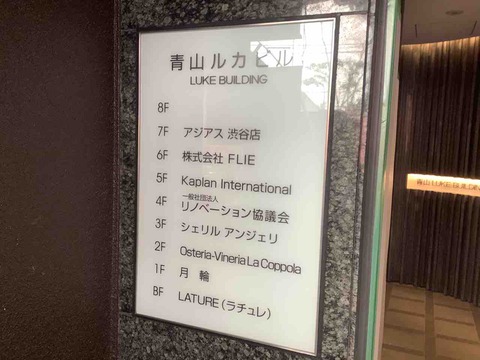 青山ルカビル
LUKE BUILDING
8F
7F アジアス 渋谷店
6F 株式会社 FLIE
5F Kaplan International
4F 一般社団法人
リノベーション協議会
3F シェリル アンジェリ
2F Osteria-Vineria La Coppola
1F 月 輪
BF LATURE(ラチュレ)